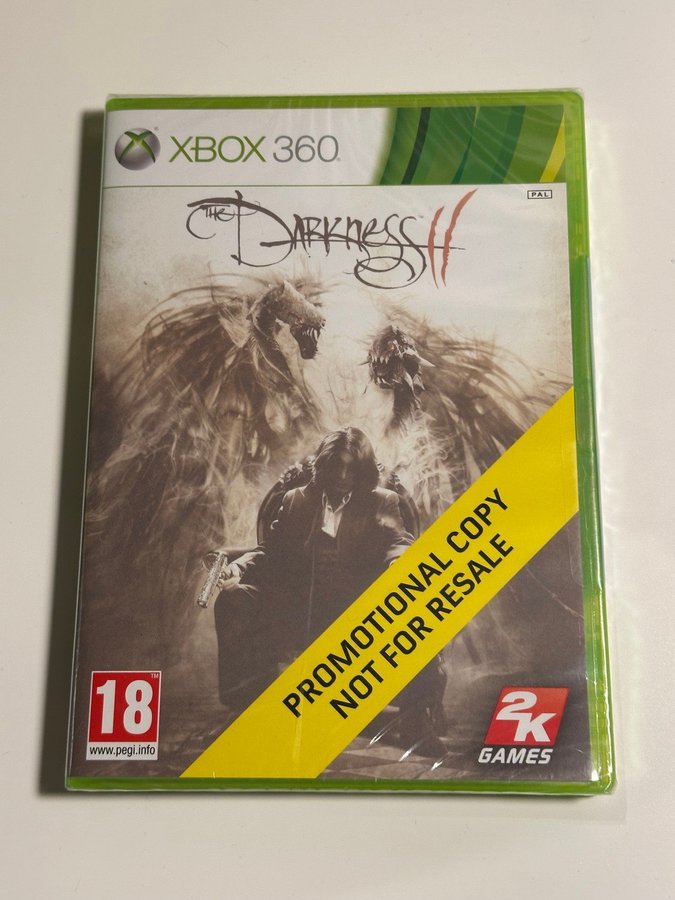 XBOX 360
PAL
THE DARKNESS II
PROMOTIONAL COPY
NOT FOR RESALE
18
www.pegi.info
2K
GAMES